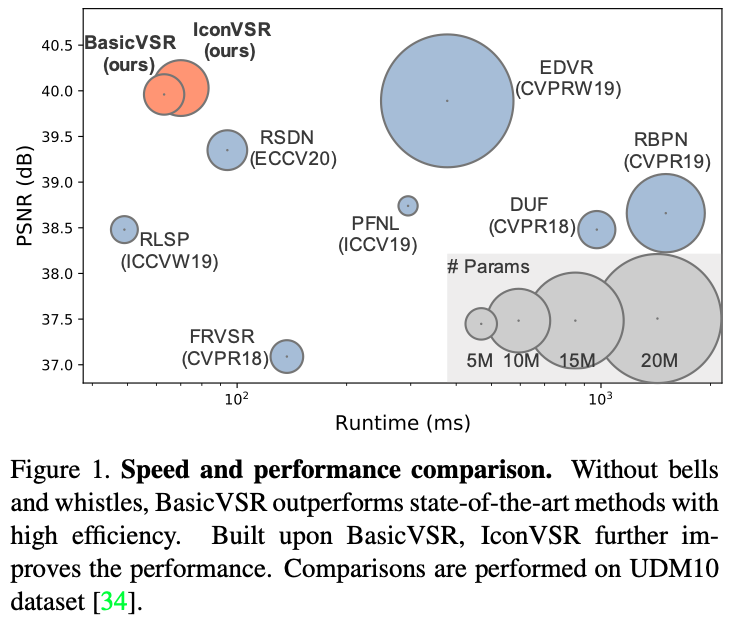 40.5
40.0
39.5
39.0
38.5
38.0
37.5
37.0
PSNR (dB)
BasicVSR
(ours)
IconVSR
(ours)
EDVR
(CVPRW19)
RSDN
(ECCV20)
RBPN
(CVPR19)
PFNL
(ICCV19)
DUF
(CVPR18)
RLSP
(ICCVW19)
FRVSR
(CVPR18)
# Params
5M 10M 15M 20M
10² 10³
Runtime (ms)
Figure 1. Speed and performance comparison. Without bells
and whistles, BasicVSR outperforms state-of-the-art methods with
high efficiency. Built upon BasicVSR, IconVSR further im-
proves the performance. Comparisons are performed on UDM10
dataset [34].